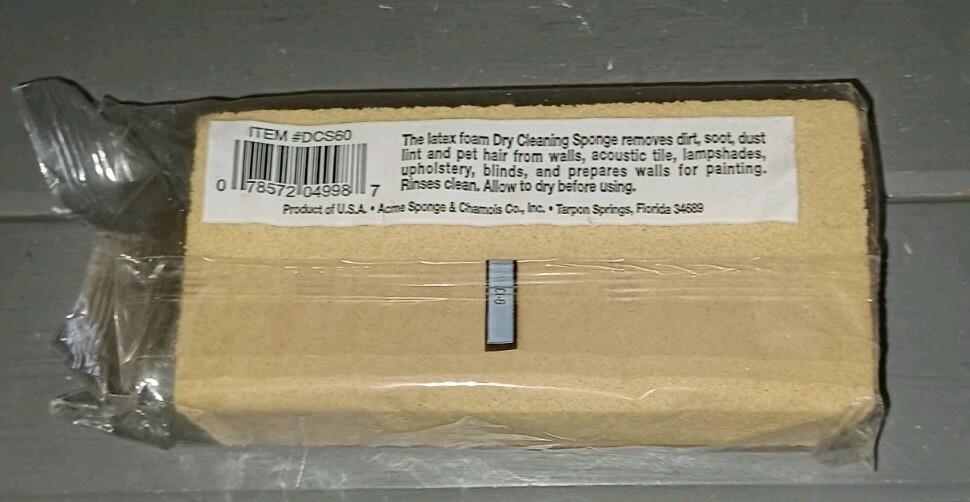 ITEM #DCS60
0 78572 04998 7
The latex foam Dry Cleaning Sponge removes dirt, soot, dust
lint and pet hair from walls, acoustic tile, lampshades,
upholstery, blinds, and prepares walls for painting.
Rinses clean. Allow to dry before using.
Product of U.S.A. • Acme Sponge & Chamois Co., Inc. • Tarpon Springs, Florida 34689